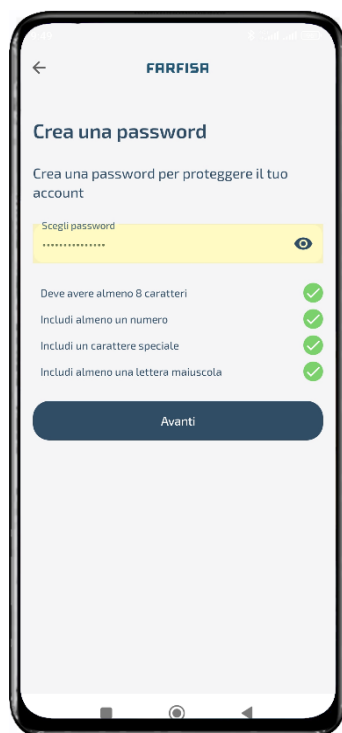 FARFISA
Crea una password
Crea una password per proteggere il tuo
account
Scegli password
Deve avere almeno 8 caratteri
Includi almeno un numero
Includi un carattere speciale
Includi almeno una lettera maiuscola
Avanti